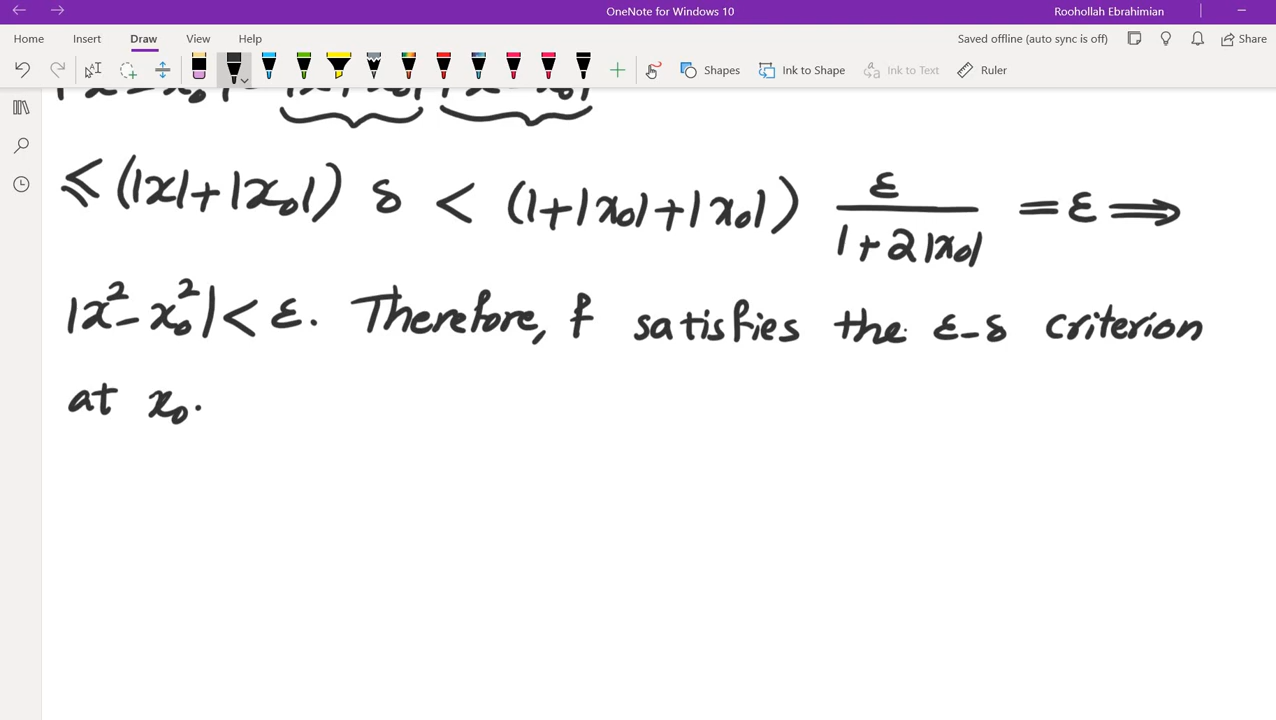 OneNote for Windows 10
Roohollah Ebrahimian
Home Insert Draw View Help
Saved offline (auto sync is off)
Share
Shapes
Ink to Shape
Ink to Text
Ruler
≤ (|x|+|x₀|) δ < (1+|x₀|+|x₀|) ε/(1+2|x₀|) = ε ⟹
|x²-x₀²| < ε. Therefore, f satisfies the ε-δ criterion
at x₀.